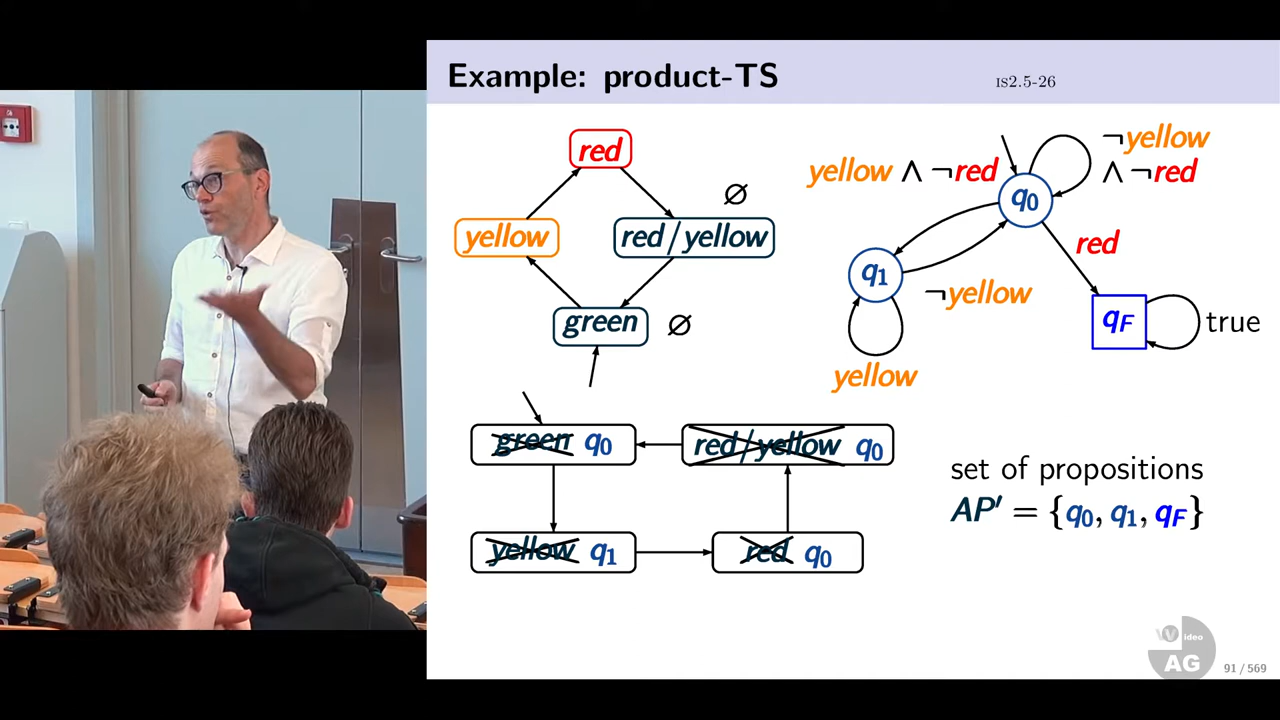 Example: product-TS
IS2.5-26
red
yellow
red/yellow
∅
green
∅
yellow ∧ ¬red
¬yellow
∧ ¬red
q0
red
q1
¬yellow
qF
true
yellow
green q0
red/yellow q0
yellow q1
red q0
set of propositions
AP′ = {q0, q1, qF}
video
AG
91 / 569